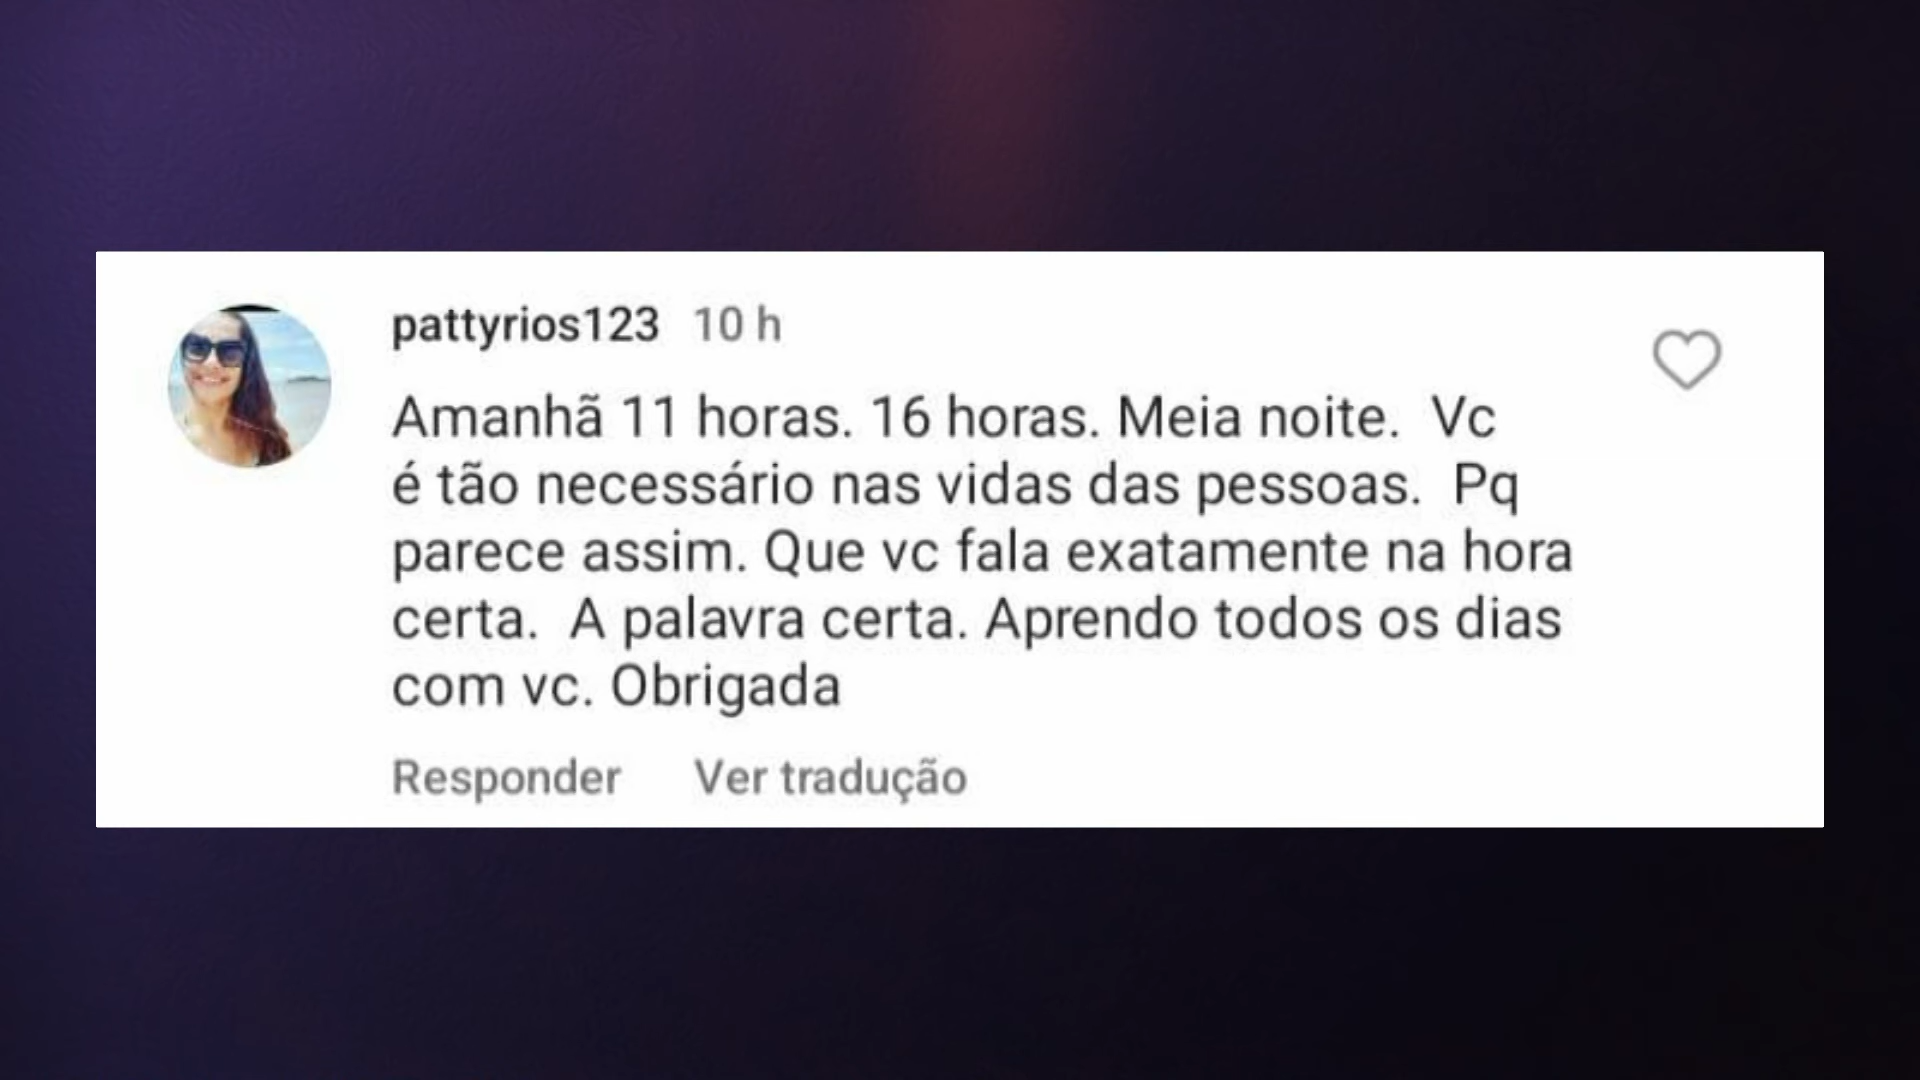 pattyrios123 10 h
Amanhã 11 horas. 16 horas. Meia noite.  Vc
é tão necessário nas vidas das pessoas.  Pq
parece assim. Que vc fala exatamente na hora
certa.  A palavra certa. Aprendo todos os dias
com vc. Obrigada
Responder Ver tradução